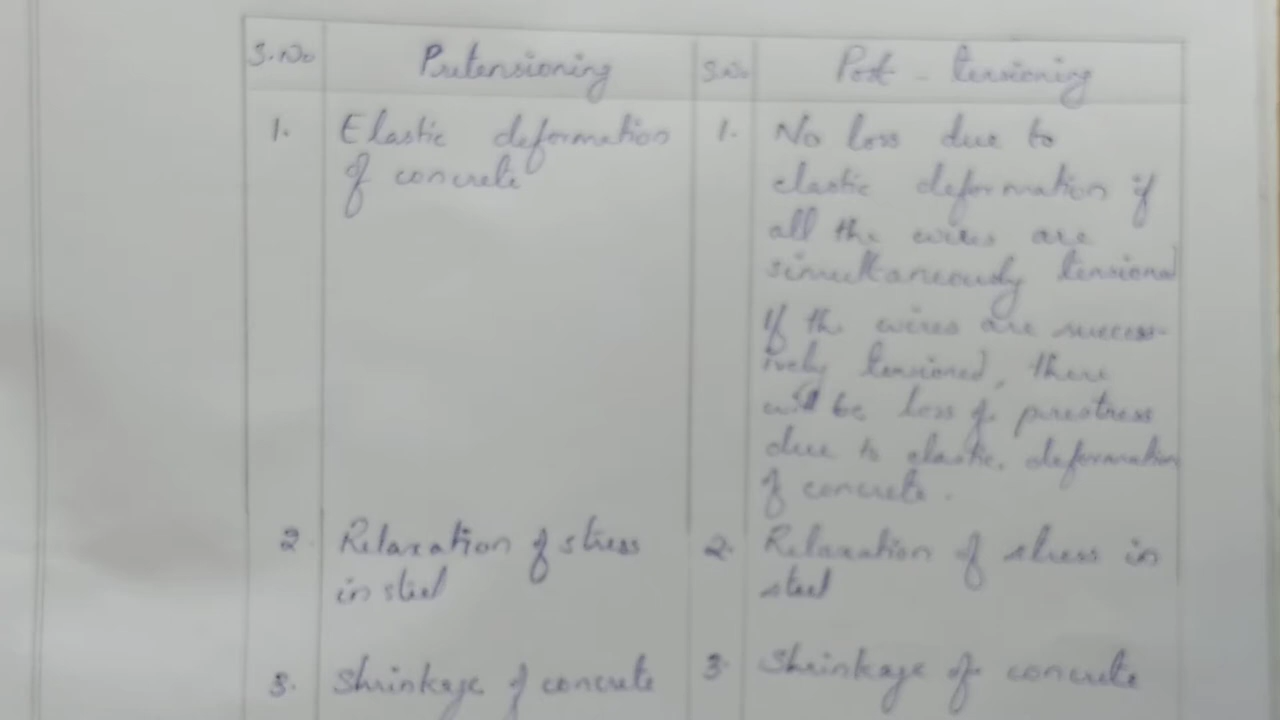 S.No Pretensioning S.No Post - tensioning
1. Elastic deformation
of concrete
1. No loss due to
elastic deformation if
all the wires are
simultaneously tensioned
If the wires are success-
ively tensioned, there
will be loss of prestress
due to elastic deformation
of concrete.
2 Relaxation of stress
in steel
2. Relaxation of stress in
steel
3. Shrinkage of concrete
3. Shrinkage of concrete